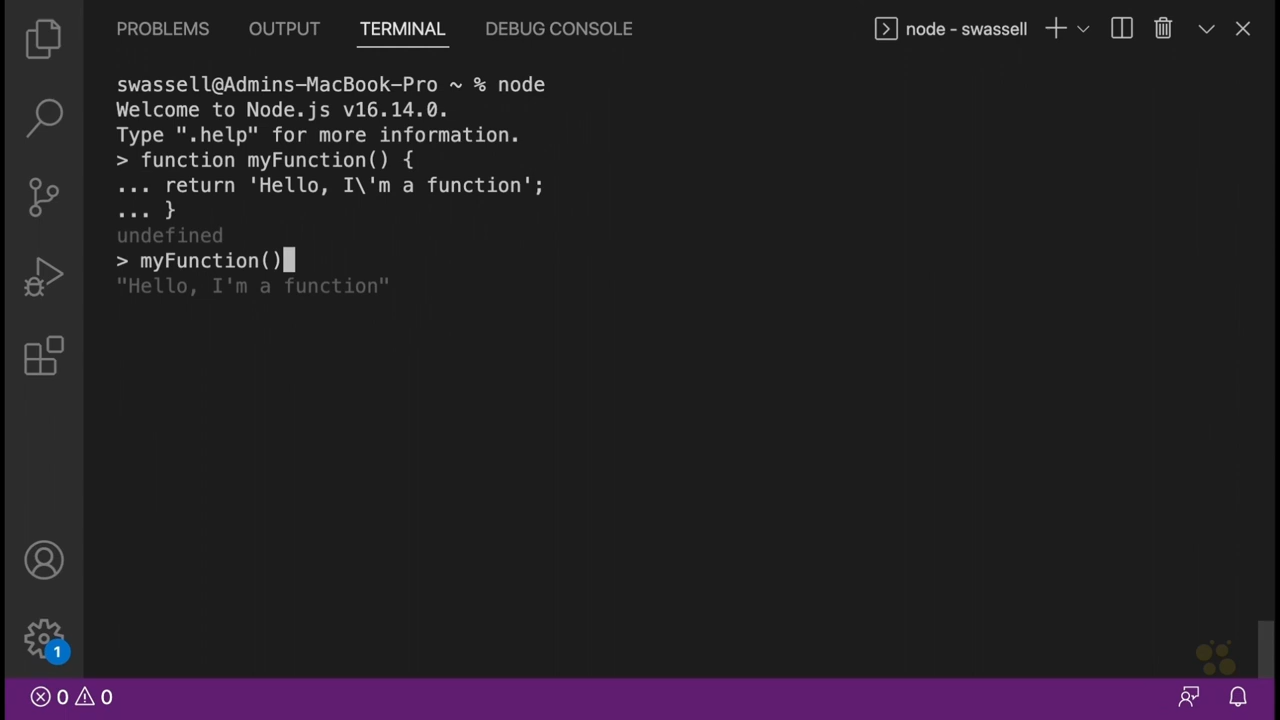 PROBLEMS OUTPUT TERMINAL DEBUG CONSOLE node - swassell
swassell@Admins-MacBook-Pro ~ % node
Welcome to Node.js v16.14.0.
Type ".help" for more information.
> function myFunction() {
... return 'Hello, I\'m a function';
... }
undefined
> myFunction()
"Hello, I'm a function"
1
0 0